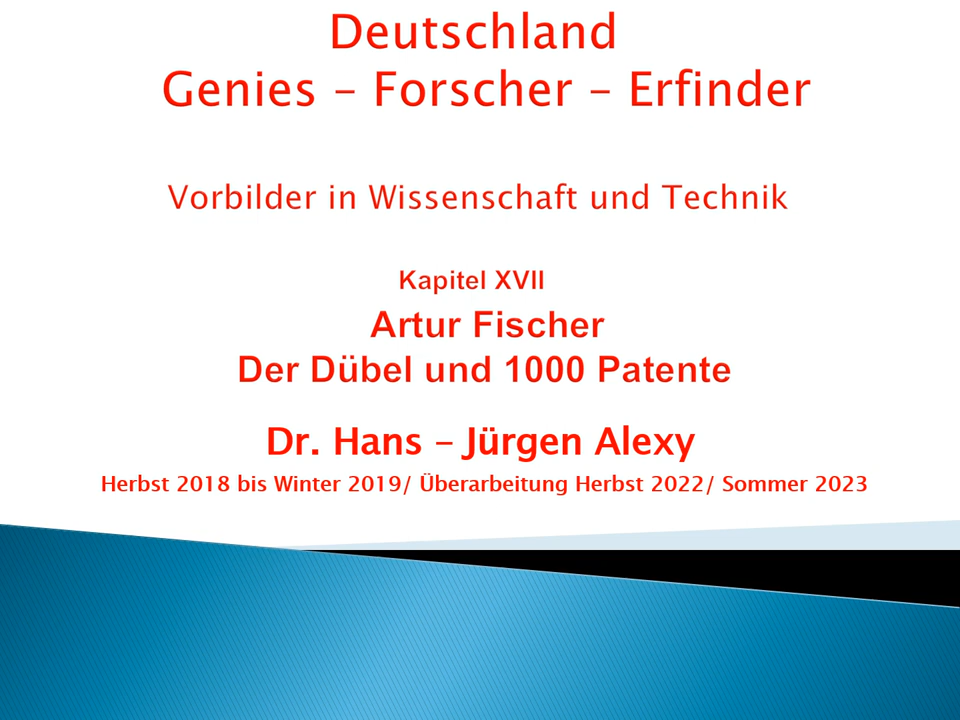 Deutschland
Genies – Forscher – Erfinder
Vorbilder in Wissenschaft und Technik
Kapitel XVII
Artur Fischer
Der Dübel und 1000 Patente
Dr. Hans – Jürgen Alexy
Herbst 2018 bis Winter 2019/ Überarbeitung Herbst 2022/ Sommer 2023